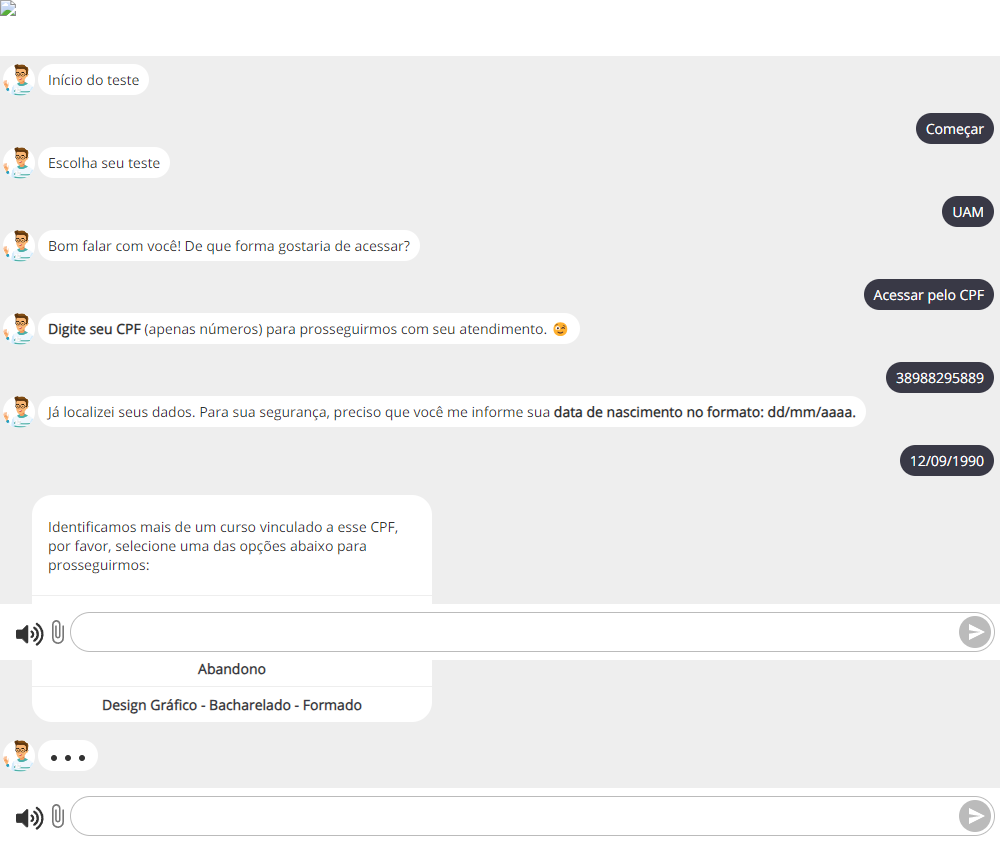 Início do teste
Começar
Escolha seu teste
UAM
Bom falar com você! De que forma gostaria de acessar?
Acessar pelo CPF
Digite seu CPF (apenas números) para prosseguirmos com seu atendimento. 😉
38988295889
Já localizei seus dados. Para sua segurança, preciso que você me informe sua data de nascimento no formato: dd/mm/aaaa.
12/09/1990
Identificamos mais de um curso vinculado a esse CPF,
por favor, selecione uma das opções abaixo para
prosseguirmos:
Abandono
Design Gráfico - Bacharelado - Formado